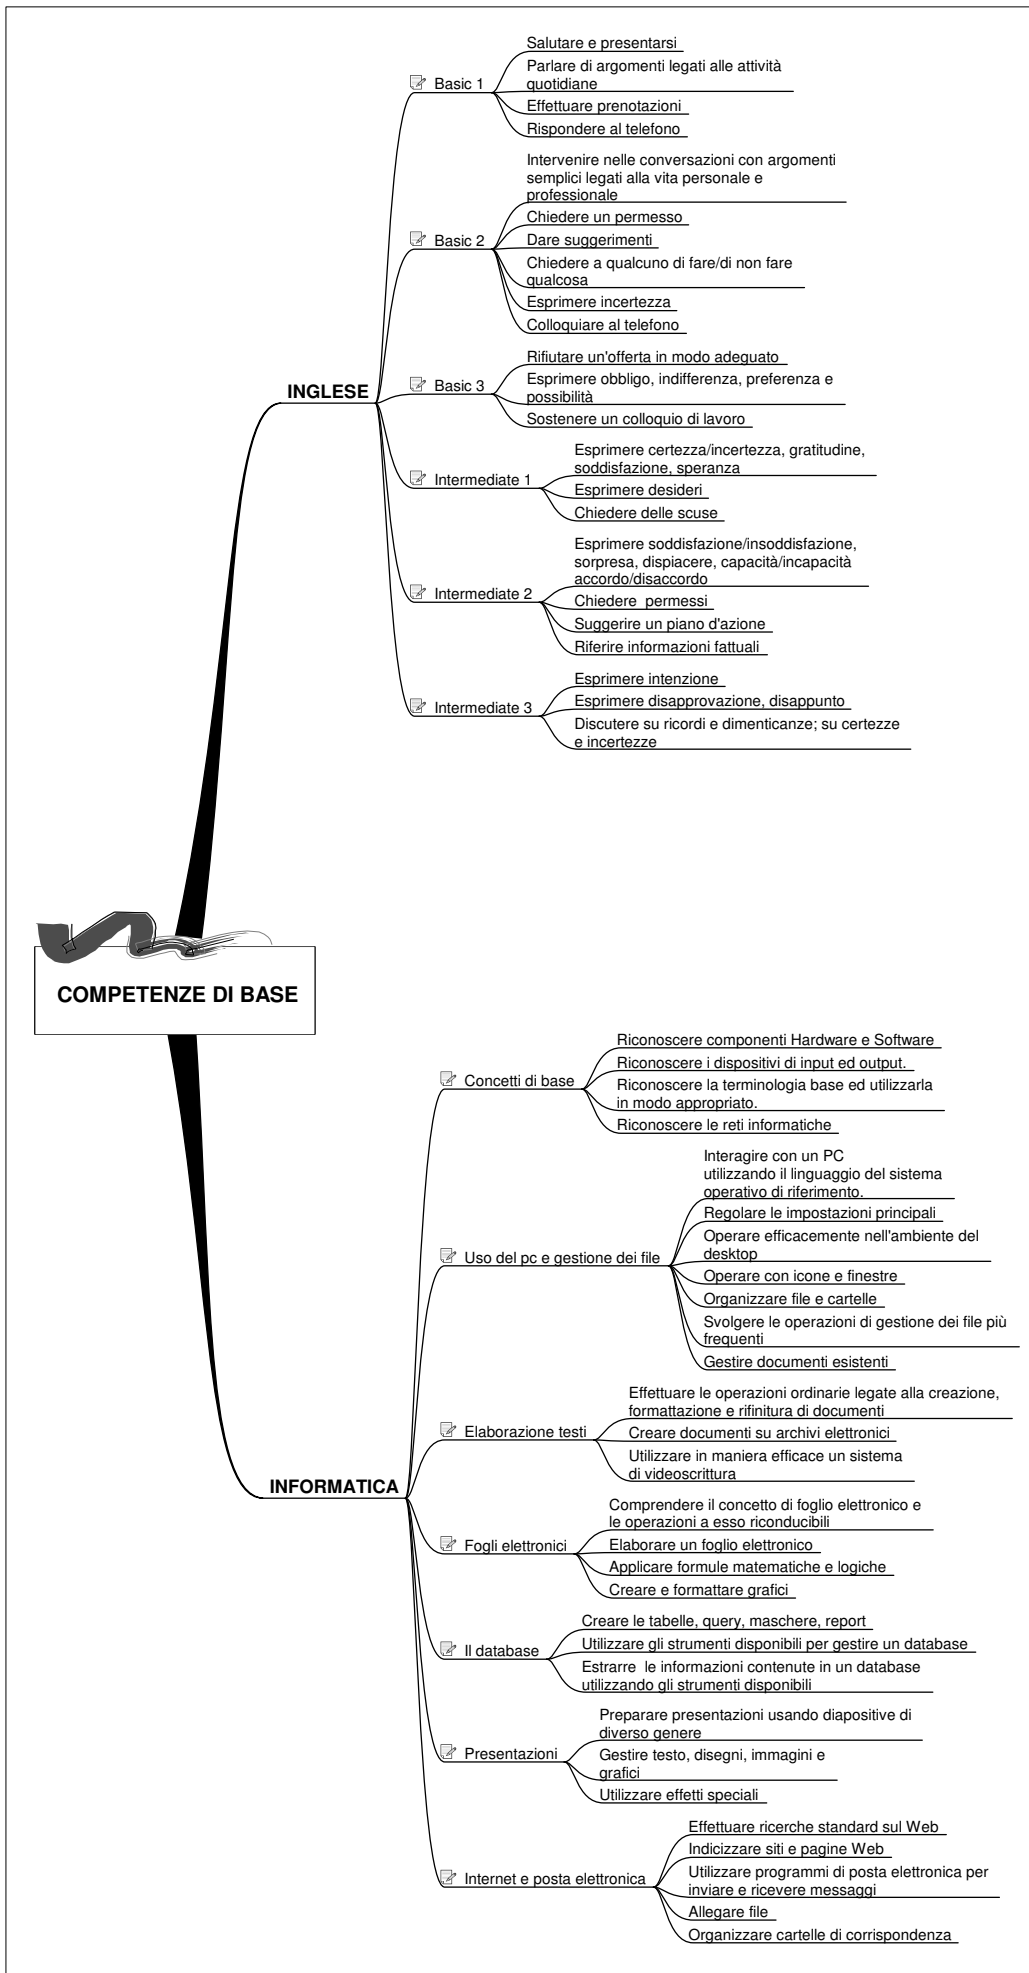 Salutare e presentarsi
Parlare di argomenti legati alle attività
quotidiane
Basic 1
Effettuare prenotazioni
Rispondere al telefono
Intervenire nelle conversazioni con argomenti
semplici legati alla vita personale e
professionale
Chiedere un permesso
Basic 2
Dare suggerimenti
Chiedere a qualcuno di fare/di non fare
qualcosa
Esprimere incertezza
Colloquiare al telefono
Rifiutare un'offerta in modo adeguato
Basic 3
Esprimere obbligo, indifferenza, preferenza e
possibilità
INGLESE
Sostenere un colloquio di lavoro
Esprimere certezza/incertezza, gratitudine,
soddisfazione, speranza
Intermediate 1
Esprimere desideri
Chiedere delle scuse
Esprimere soddisfazione/insoddisfazione,
sorpresa, dispiacere, capacità/incapacità
accordo/disaccordo
Intermediate 2
Chiedere  permessi
Suggerire un piano d'azione
Riferire informazioni fattuali
Esprimere intenzione
Intermediate 3
Esprimere disapprovazione, disappunto
Discutere su ricordi e dimenticanze; su certezze
e incertezze
COMPETENZE DI BASE
Riconoscere componenti Hardware e Software
Riconoscere i dispositivi di input ed output.
Concetti di base
Riconoscere la terminologia base ed utilizzarla
in modo appropriato.
Riconoscere le reti informatiche
Interagire con un PC
utilizzando il linguaggio del sistema
operativo di riferimento.
Regolare le impostazioni principali
Operare efficacemente nell'ambiente del
desktop
Uso del pc e gestione dei file
Operare con icone e finestre
Organizzare file e cartelle
Svolgere le operazioni di gestione dei file più
frequenti
Gestire documenti esistenti
Effettuare le operazioni ordinarie legate alla creazione,
formattazione e rifinitura di documenti
Elaborazione testi
Creare documenti su archivi elettronici
Utilizzare in maniera efficace un sistema
di videoscrittura
INFORMATICA
Comprendere il concetto di foglio elettronico e
le operazioni a esso riconducibili
Fogli elettronici
Elaborare un foglio elettronico
Applicare formule matematiche e logiche
Creare e formattare grafici
Creare le tabelle, query, maschere, report
Il database
Utilizzare gli strumenti disponibili per gestire un database
Estrarre  le informazioni contenute in un database
utilizzando gli strumenti disponibili
Preparare presentazioni usando diapositive di
diverso genere
Presentazioni
Gestire testo, disegni, immagini e
grafici
Utilizzare effetti speciali
Effettuare ricerche standard sul Web
Indicizzare siti e pagine Web
Internet e posta elettronica
Utilizzare programmi di posta elettronica per
inviare e ricevere messaggi
Allegare file
Organizzare cartelle di corrispondenza